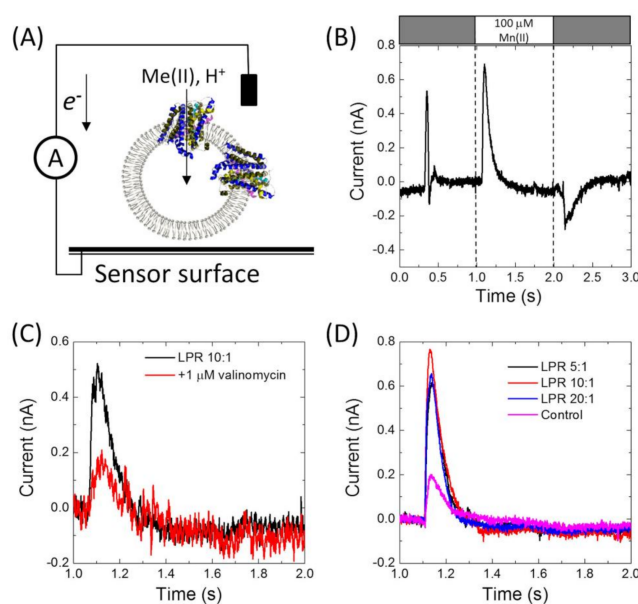 (A)
Me(II), H⁺
e⁻
A
Sensor surface
(B)
100 μM
Mn(II)
0.8
0.6
0.4
0.2
0.0
-0.2
-0.4
Current (nA)
0.0 0.5 1.0 1.5 2.0 2.5 3.0
Time (s)
(C)
LPR 10:1
+1 μM valinomycin
0.6
0.4
0.2
0.0
-0.2
Current (nA)
1.0 1.2 1.4 1.6 1.8 2.0
Time (s)
(D)
LPR 5:1
LPR 10:1
LPR 20:1
Control
0.8
0.6
0.4
0.2
0.0
-0.2
Current (nA)
1.0 1.2 1.4 1.6 1.8 2.0
Time (s)